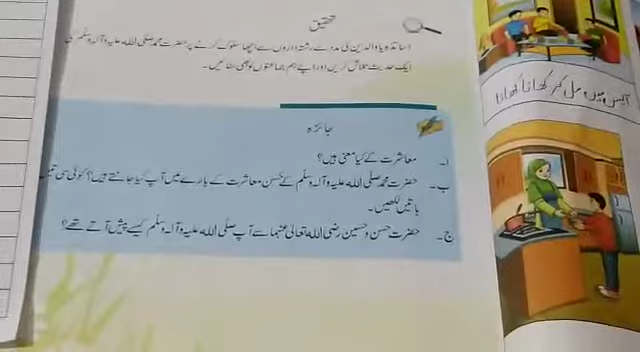 تحقیق
اساتذہ یا والدین کی مدد سے رشتہ داروں سے اچھا سلوک کرنے پر حضرت محمد صلی اللہ علیہ وآلہ وسلم کی
ایک حدیث تلاش کریں اور اپنے ہم جماعتوں کو بھی سنائیں۔
جائزہ
ا۔ معاشرت کے کیا معنی ہیں؟
ب۔ حضرت محمد صلی اللہ علیہ وآلہ وسلم کے حُسن معاشرت کے بارے میں آپ کیا جانتے ہیں؟ کوئی سی تین
باتیں لکھیں۔
ج۔ حضرت حسن و حسین رضی اللہ تعالی عنہما سے آپ صلی اللہ علیہ وآلہ وسلم کیسے پیش آتے تھے؟
آپس میں مل کر کھانا کھانا